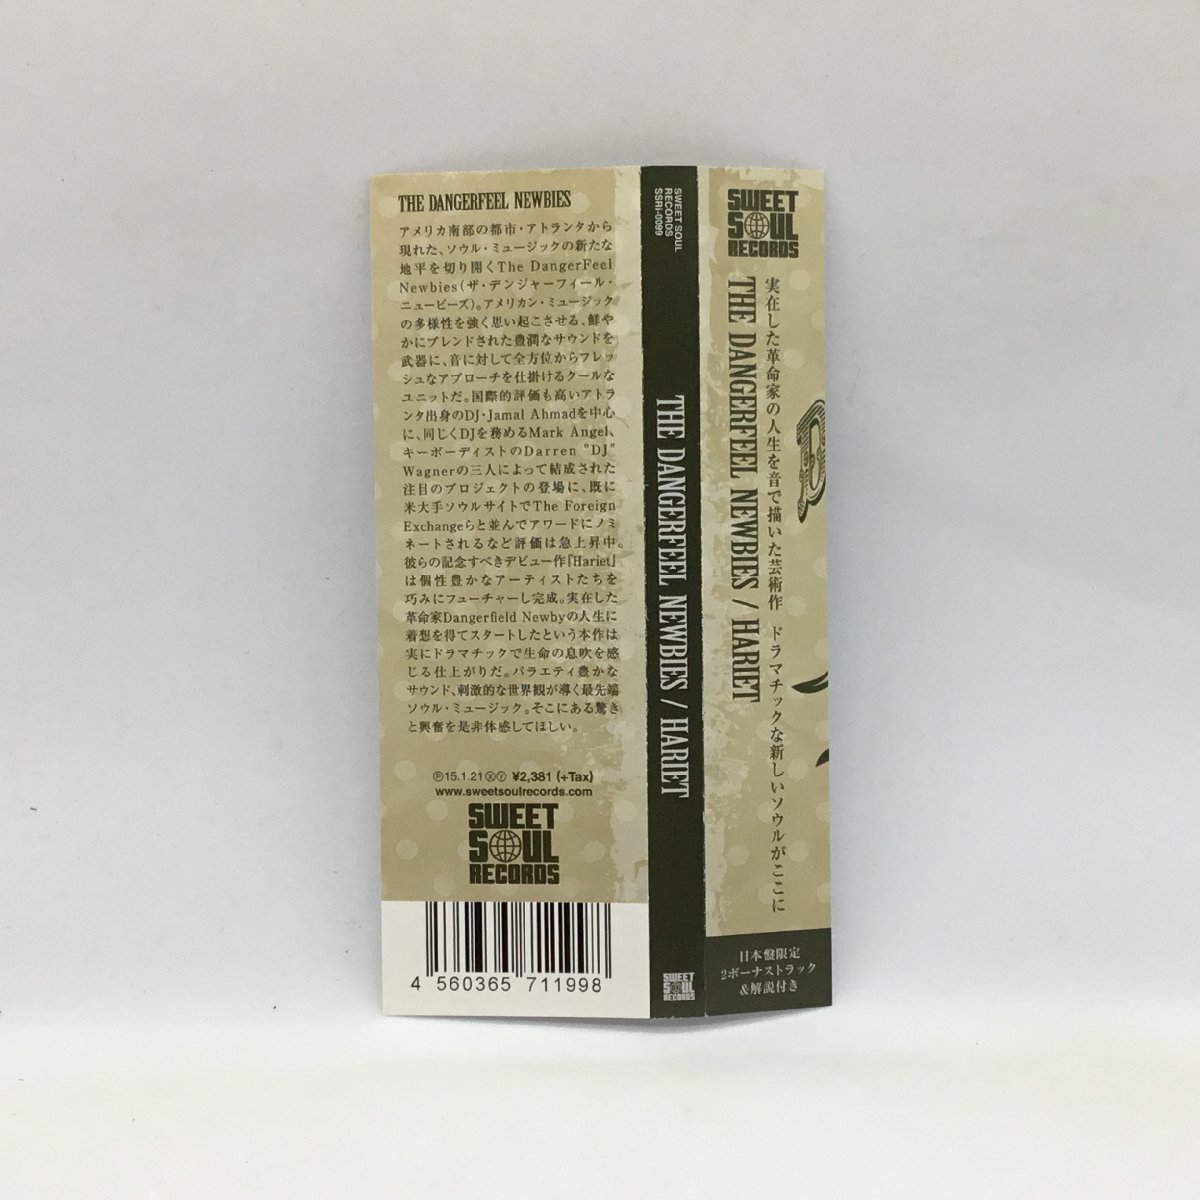 THE DANGERFEEL NEWBIES
アメリカ南部の都市・アトランタから
現れた、ソウル・ミュージックの新たな
地平を切り開くThe DangerFeel
Newbies(ザ・デンジャーフィール・
ニュービーズ)。アメリカン・ミュージック
の多様性を強く思い起こさせる、鮮や
かにブレンドされた豊潤なサウンドを
武器に、音に対して全方位からフレッ
シュなアプローチを仕掛けるクールな
ユニットだ。国際的評価も高いアトラ
ンタ出身のDJ・Jamal Ahmadを中心
に、同じくDJを務めるMark Angel、
キーボーディストのDarren "DJ"
Wagnerの三人によって結成された
注目のプロジェクトの登場に、既に
米大手ソウルサイトでThe Foreign
Exchangeらと並んでアワードにノミ
ネートされるなど評価は急上昇中。
彼らの記念すべきデビュー作『Hariet』
は個性豊かなアーティストたちを
巧みにフューチャーし完成。実在した
革命家Dangerfield Newbyの人生に
着想を得てスタートしたという本作は
実にドラマチックで生命の息吹を感
じる仕上がりだ。バラエティ豊かな
サウンド、刺激的な世界観が導く最先端
ソウル・ミュージック。そこにある驚き
と興奮を是非体感してほしい。
Ⓟ15.1.21ⓍⓎ ¥2,381 (+Tax)
www.sweetsoulrecords.com
SWEET
SOUL
RECORDS
4 560365 711998
SWEET SOUL
RECORDS
SSRI-0099
THE DANGERFEEL NEWBIES / HARIET
SWEET
SOUL
RECORDS
SWEET
SOUL
RECORDS
実在した革命家の人生を音で描いた芸術作 ドラマチックな新しいソウルがここに
THE DANGERFEEL NEWBIES / HARIET
日本盤限定
2ボーナストラック
&解説付き